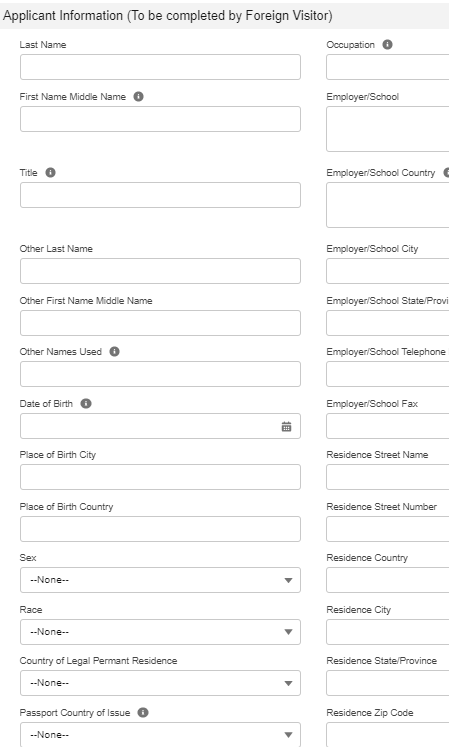 Applicant Information (To be completed by Foreign Visitor)
Last Name
First Name Middle Name
Title
Other Last Name
Other First Name Middle Name
Other Names Used
Date of Birth
Place of Birth City
Place of Birth Country
Sex
--None--
Race
--None--
Country of Legal Permant Residence
--None--
Passport Country of Issue
--None--
Occupation
Employer/School
Employer/School Country
Employer/School City
Employer/School State/Provi
Employer/School Telephone
Employer/School Fax
Residence Street Name
Residence Street Number
Residence Country
Residence City
Residence State/Province
Residence Zip Code